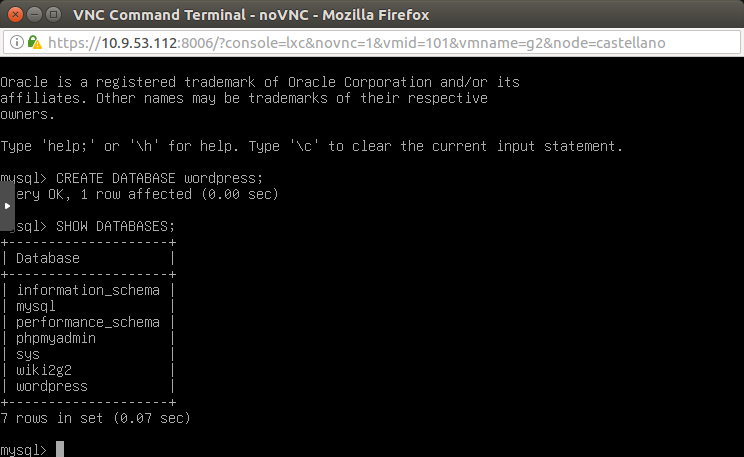 VNC Command Terminal - noVNC - Mozilla Firefox
https://10.9.53.112:8006/?console=lxc&novnc=1&vmid=101&vmname=g2&node=castellano
Oracle is a registered trademark of Oracle Corporation and/or its
affiliates. Other names may be trademarks of their respective
owners.
Type 'help;' or '\h' for help. Type '\c' to clear the current input statement.
mysql> CREATE DATABASE wordpress;
ery OK, 1 row affected (0.00 sec)
sql> SHOW DATABASES;
+--------------------+
| Database           |
+--------------------+
| information_schema |
| mysql              |
| performance_schema |
| phpmyadmin         |
| sys                |
| wiki2g2            |
| wordpress          |
+--------------------+
7 rows in set (0.07 sec)
mysql>